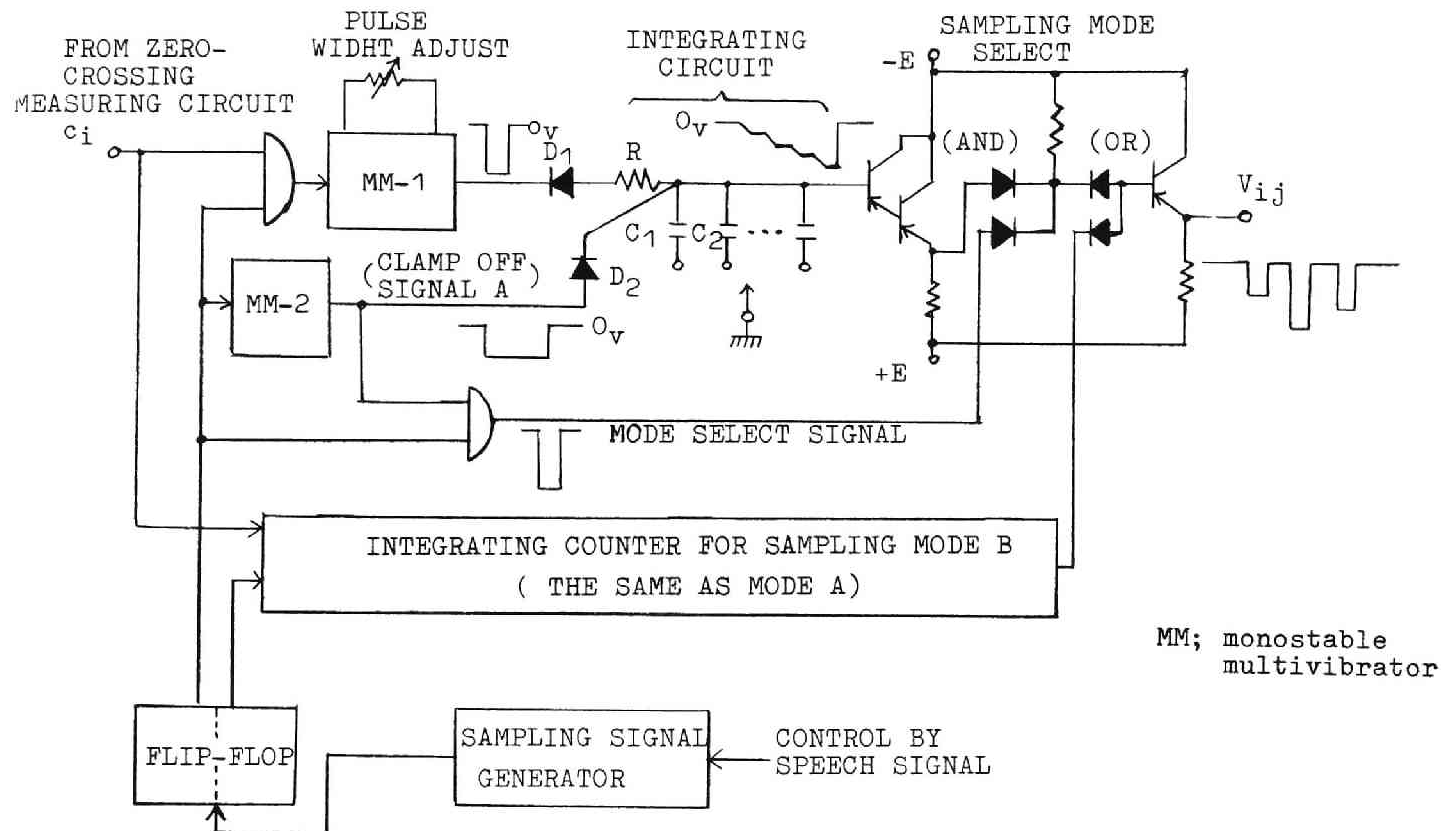 PULSE
WIDHT ADJUST
FROM ZERO-
CROSSING
MEASURING CIRCUIT
ci
INTEGRATING
CIRCUIT
SAMPLING MODE
SELECT
-E
MM-1
Ov
D1
R
Ov
(AND)
(OR)
Vij
C1
C2
...
(CLAMP OFF
SIGNAL A)
D2
MM-2
Ov
+E
MODE SELECT SIGNAL
INTEGRATING COUNTER FOR SAMPLING MODE B
( THE SAME AS MODE A)
MM; monostable
multivibrator
FLIP-FLOP
SAMPLING SIGNAL
GENERATOR
CONTROL BY
SPEECH SIGNAL